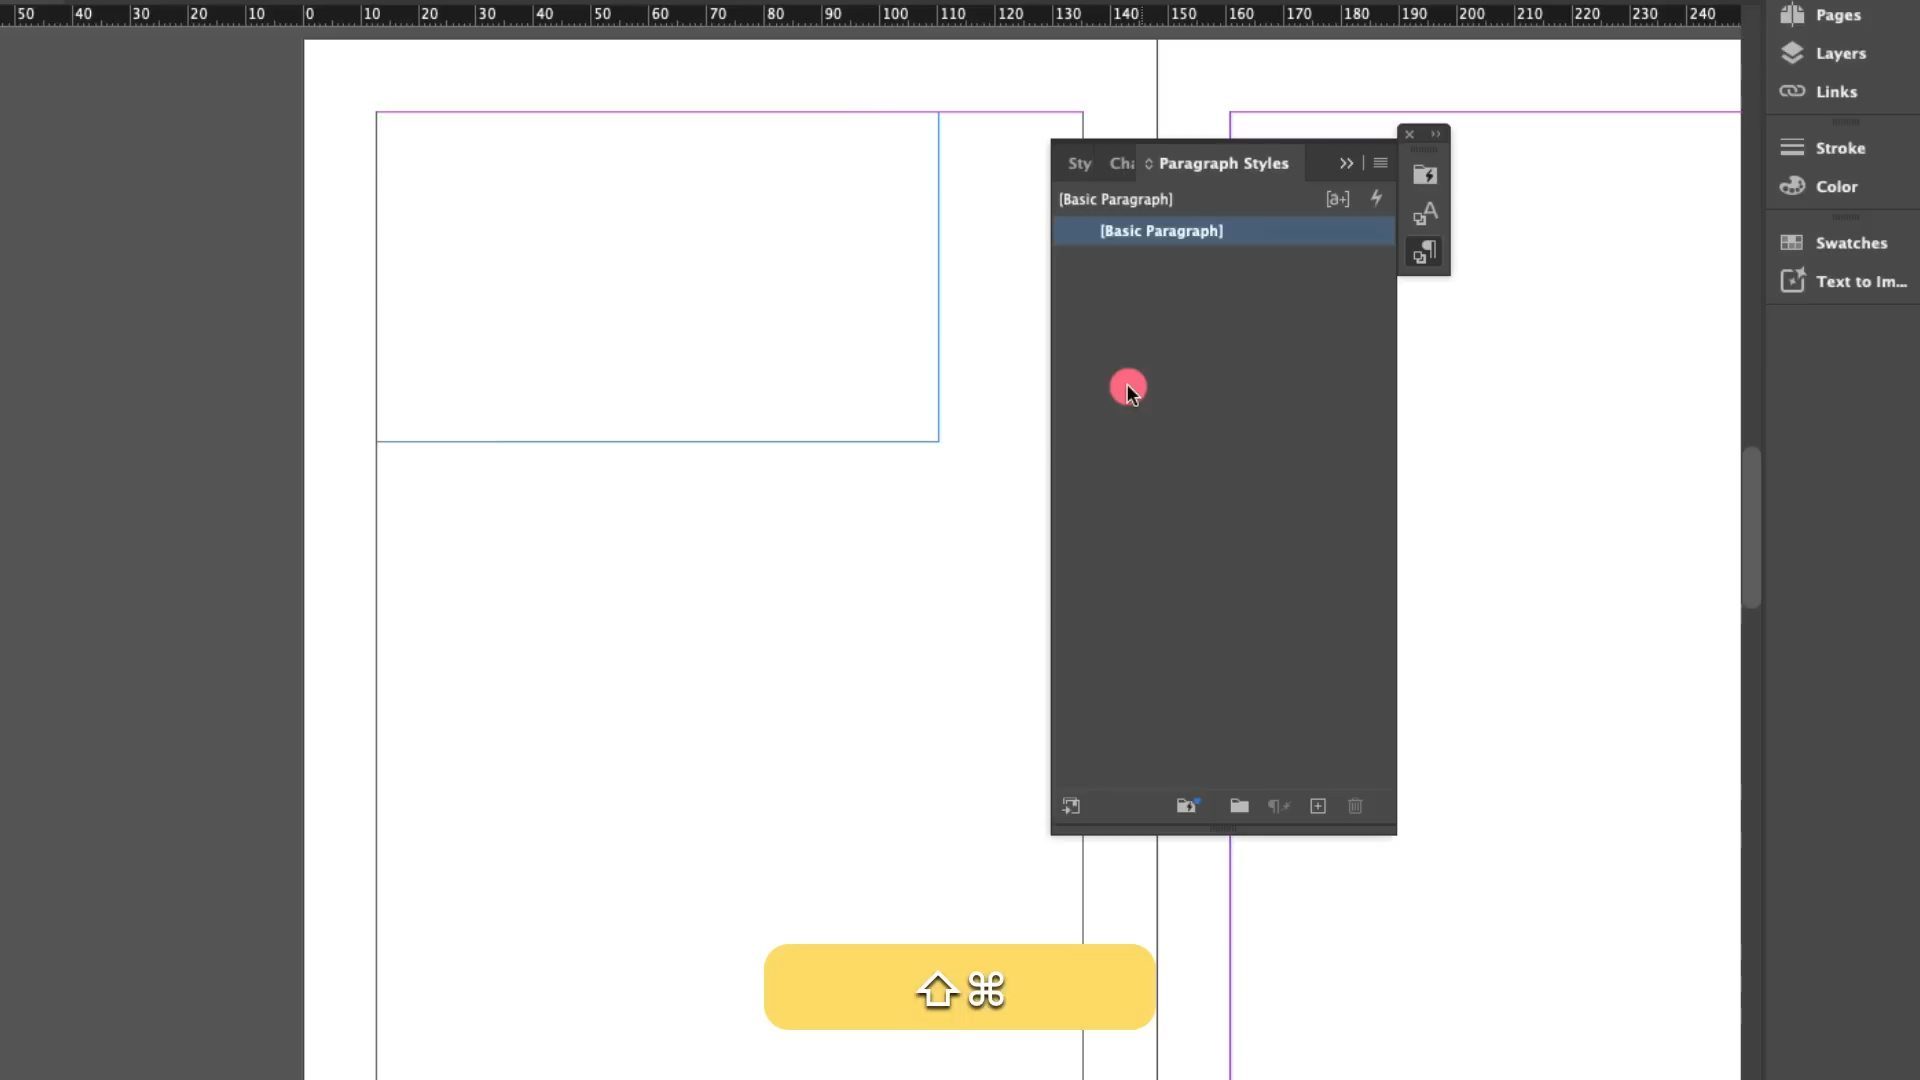 50 40 30 20 10 0 10 20 30 40 50 60 70 80 90 100 110 120 130 140 150 160 170 180 190 200 210 220 230 240
Pages
Layers
Links
Stroke
Color
Swatches
Text to Im...
Sty Cha Paragraph Styles
[Basic Paragraph] [a+]
[Basic Paragraph]
⇧⌘